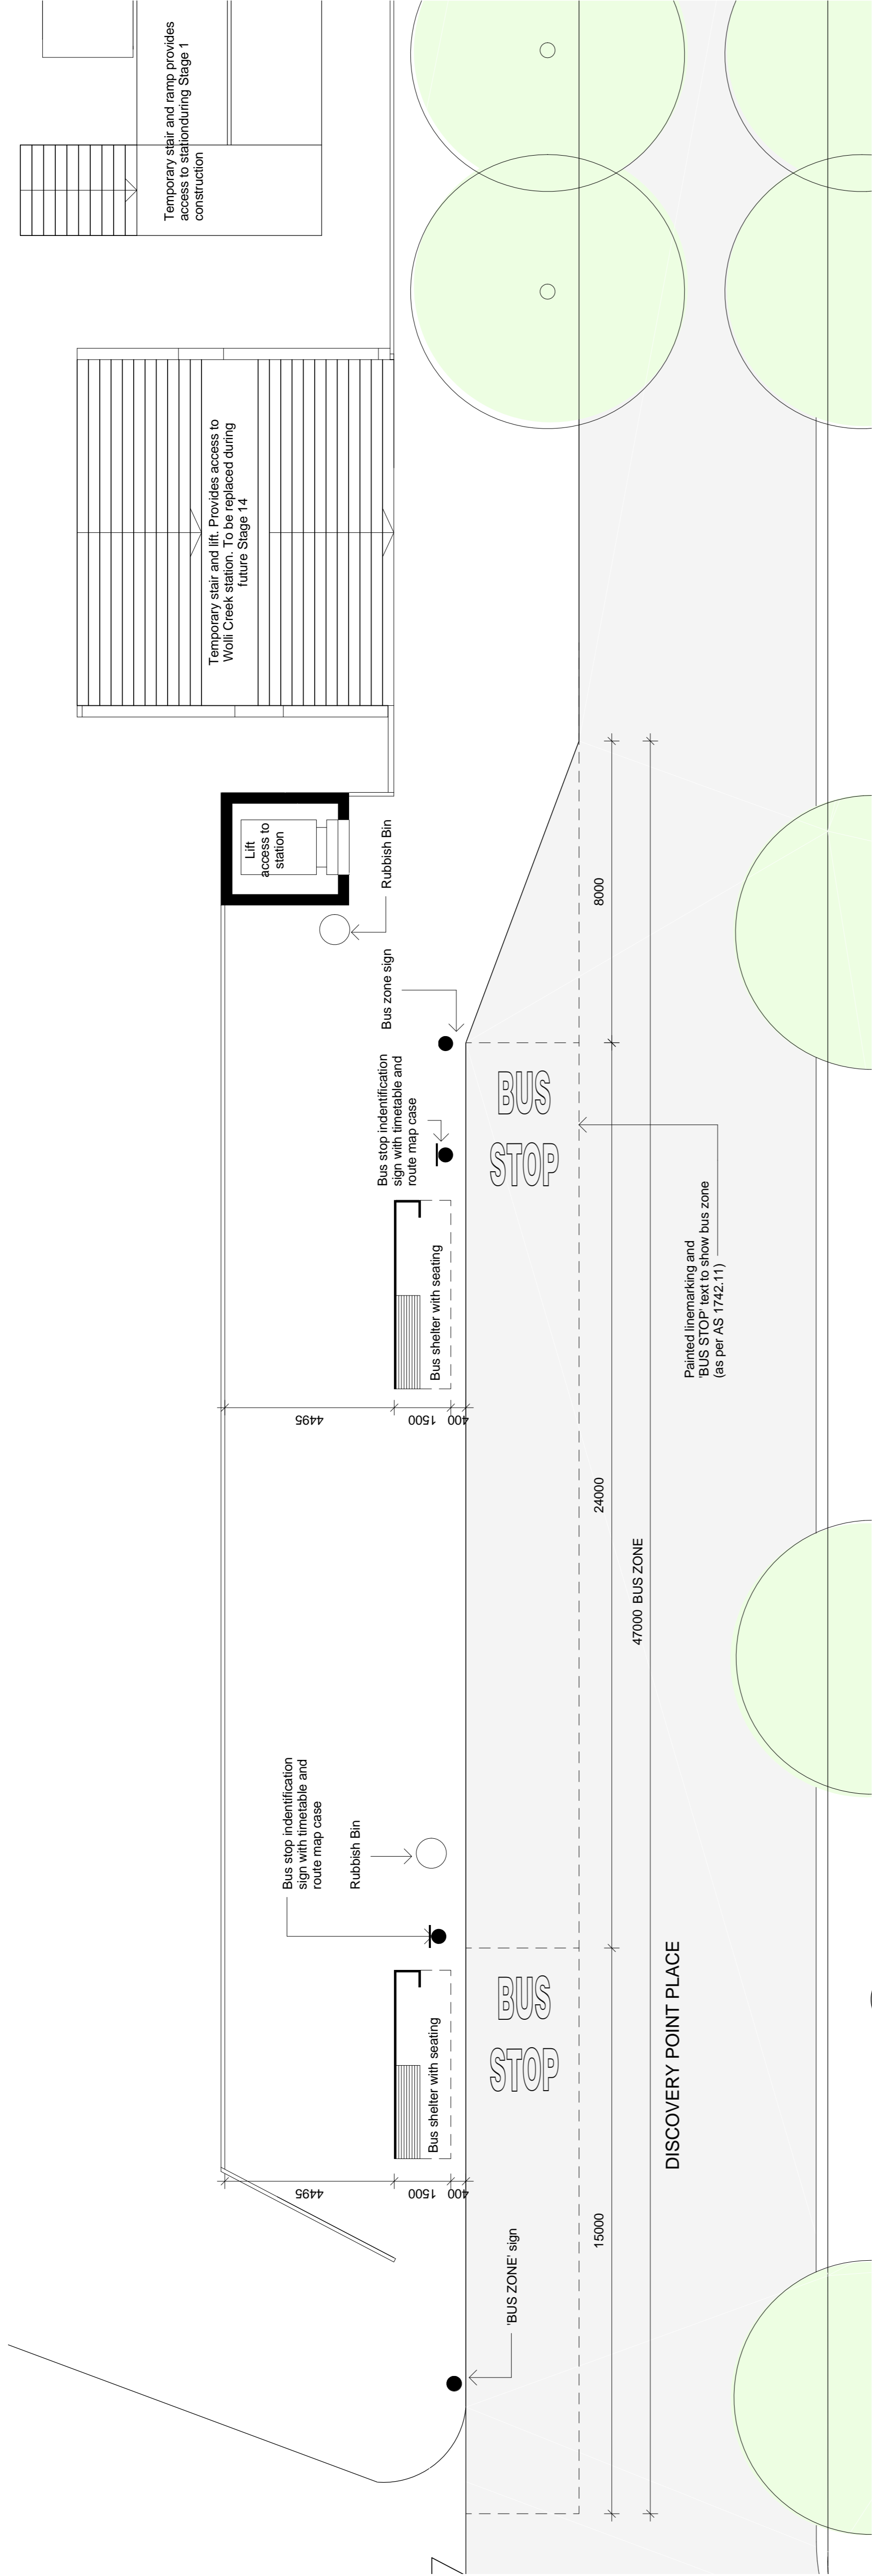 Temporary stair and ramp provides
access to stationduring Stage 1
construction
Temporary stair and lift. Provides access to
Wolli Creek station. To be replaced during
future Stage 14
Lift
access to
station
Rubbish Bin
Bus zone sign
Bus stop indentification
sign with timetable and
route map case
BUS
STOP
8000
Bus shelter with seating
4495
1500
400
Painted linemarking and
'BUS STOP' text to show bus zone
(as per AS 1742.11)
24000
47000 BUS ZONE
Bus stop indentification
sign with timetable and
route map case
Rubbish Bin
BUS
STOP
Bus shelter with seating
DISCOVERY POINT PLACE
4495
1500
400
15000
'BUS ZONE' sign